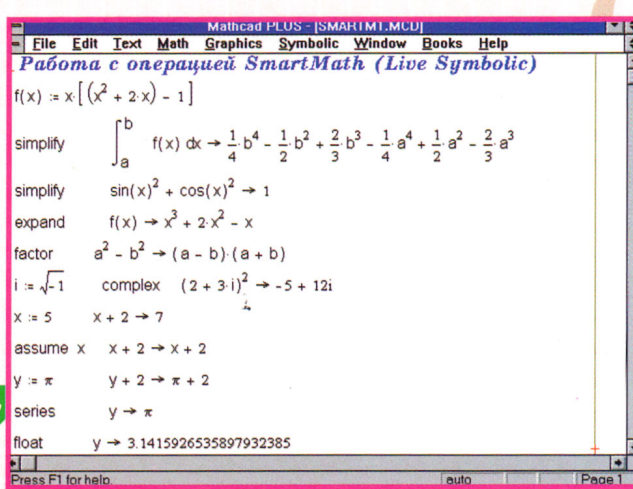 Mathcad PLUS - [SMARTM1.MCD]
File Edit Text Math Graphics Symbolic Window Books Help
Работа с операцией SmartMath (Live Symbolic)
f(x) := x·[(x² + 2·x) - 1]
simplify ∫ₐᵇ f(x) dx → 1/4·b⁴ - 1/2·b² + 2/3·b³ - 1/4·a⁴ + 1/2·a² - 2/3·a³
simplify sin(x)² + cos(x)² → 1
expand f(x) → x³ + 2·x² - x
factor a² - b² → (a - b)·(a + b)
i := √-1 complex (2 + 3·i)² → -5 + 12i
x := 5 x + 2 → 7
assume x x + 2 → x + 2
y := π y + 2 → π + 2
series y → π
float y → 3.1415926535897932385
Press F1 for help. auto Page 1